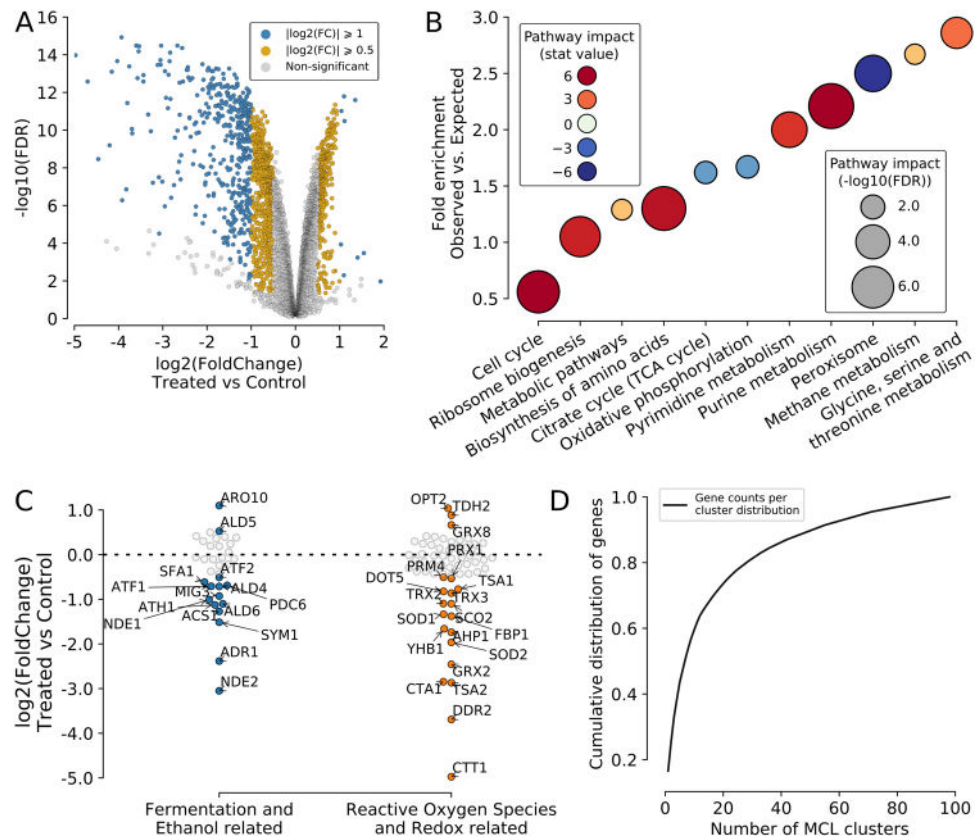 A
16
14
12
10
8
6
4
2
0
-log10(FDR)
|log2(FC)| ⩾ 1
|log2(FC)| ⩾ 0.5
Non-significant
-5 -4 -3 -2 -1 0 1 2
log2(FoldChange)
Treated vs Control
B
3.0
2.5
2.0
1.5
1.0
0.5
Fold enrichment
Observed vs. Expected
Pathway impact
(stat value)
6
3
0
−3
−6
Pathway impact
(-log10(FDR))
2.0
4.0
6.0
Cell cycle
Ribosome biogenesis
Metabolic pathways
Biosynthesis of amino acids
Citrate cycle (TCA cycle)
Oxidative phosphorylation
Pyrimidine metabolism
Purine metabolism
Peroxisome
Methane metabolism
Glycine, serine and
threonine metabolism
C
1.0
0.0
-1.0
-2.0
-3.0
-4.0
-5.0
log2(FoldChange)
Treated vs Control
ARO10
ALD5
ATF2
SFA1
ATF1
ALD4
MIG3
PDC6
ATH1
ALD6
ACS1
NDE1
SYM1
ADR1
NDE2
OPT2
TDH2
GRX8
PRX1
PRM4
DOT5
TSA1
TRX2
TRX3
SOD1
SCO2
FBP1
AHP1
YHB1
SOD2
GRX2
CTA1
TSA2
DDR2
CTT1
Fermentation and
Ethanol related
Reactive Oxygen Species
and Redox related
D
1.0
0.8
0.6
0.4
0.2
Cumulative distribution of genes
Gene counts per
cluster distribution
0 20 40 60 80 100
Number of MCL clusters